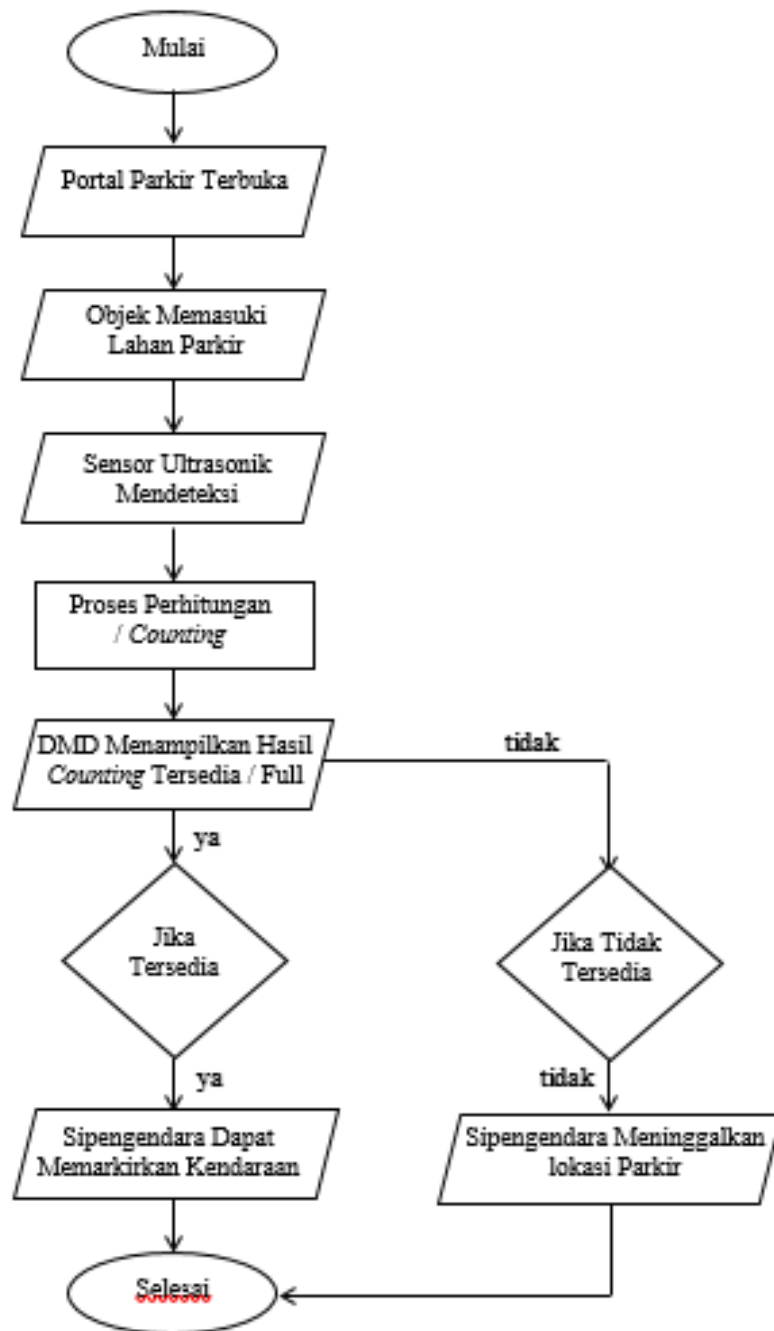 Mulai
Portal Parkir Terbuka
Objek Memasuki
Lahan Parkir
Sensor Ultrasonik
Mendeteksi
Proses Perhitungan
/ Counting
DMD Menampilkan Hasil
Counting Tersedia / Full
tidak
ya
Jika
Tersedia
Jika Tidak
Tersedia
ya
tidak
Sipengendara Dapat
Memarkirkan Kendaraan
Sipengendara Meninggalkan
lokasi Parkir
Selesai